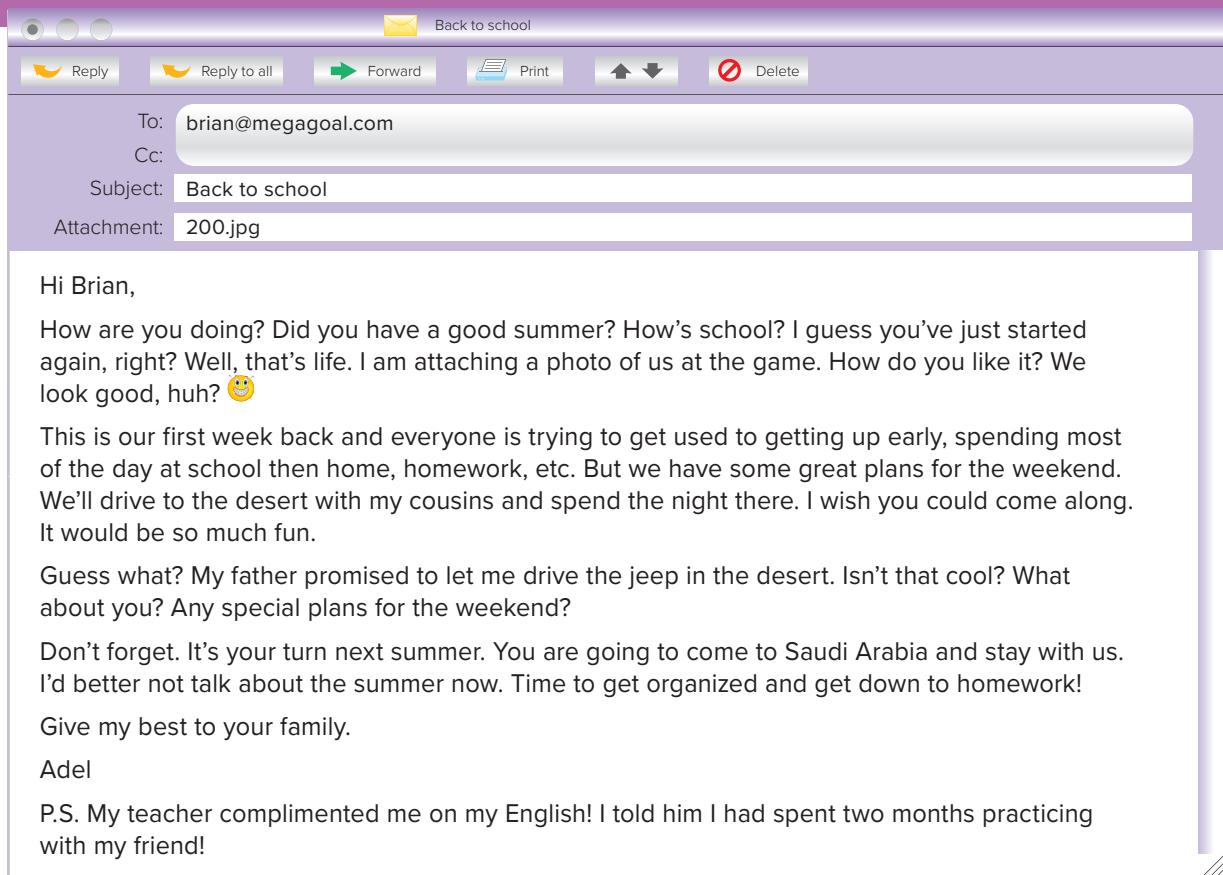 Back to school
Reply
Reply to all
Forward
Print
Delete
To: brian@megagoal.com
Cc:
Subject: Back to school
Attachment: 200.jpg
Hi Brian,
How are you doing? Did you have a good summer? How's school? I guess you've just started
again, right? Well, that's life. I am attaching a photo of us at the game. How do you like it? We
look good, huh?
This is our first week back and everyone is trying to get used to getting up early, spending most
of the day at school then home, homework, etc. But we have some great plans for the weekend.
We'll drive to the desert with my cousins and spend the night there. I wish you could come along.
It would be so much fun.
Guess what? My father promised to let me drive the jeep in the desert. Isn't that cool? What
about you? Any special plans for the weekend?
Don't forget. It's your turn next summer. You are going to come to Saudi Arabia and stay with us.
I'd better not talk about the summer now. Time to get organized and get down to homework!
Give my best to your family.
Adel
P.S. My teacher complimented me on my English! I told him I had spent two months practicing
with my friend!